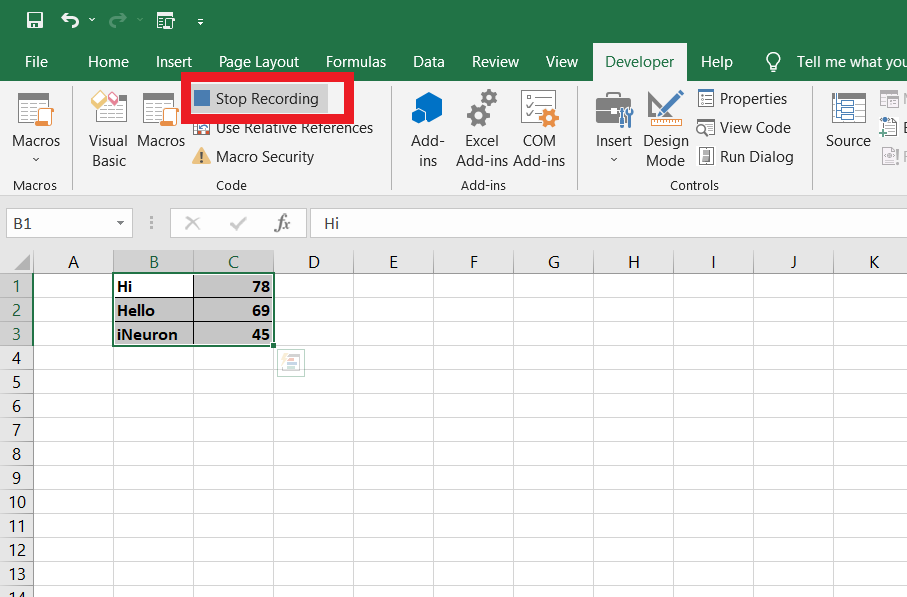 File Home Insert Page Layout Formulas Data Review View Developer Help Tell me what you
Stop Recording
Use Relative References
Macro Security
Macros
Visual Basic
Macros
Add-ins
Excel Add-ins
COM Add-ins
Insert
Design Mode
Properties
View Code
Run Dialog
Source
Macros Code Add-ins Controls
B1 fx Hi
A B C D E F G H I J K
1 Hi 78
2 Hello 69
3 iNeuron 45
4
5
6
7
8
9
10
11
12
13
14